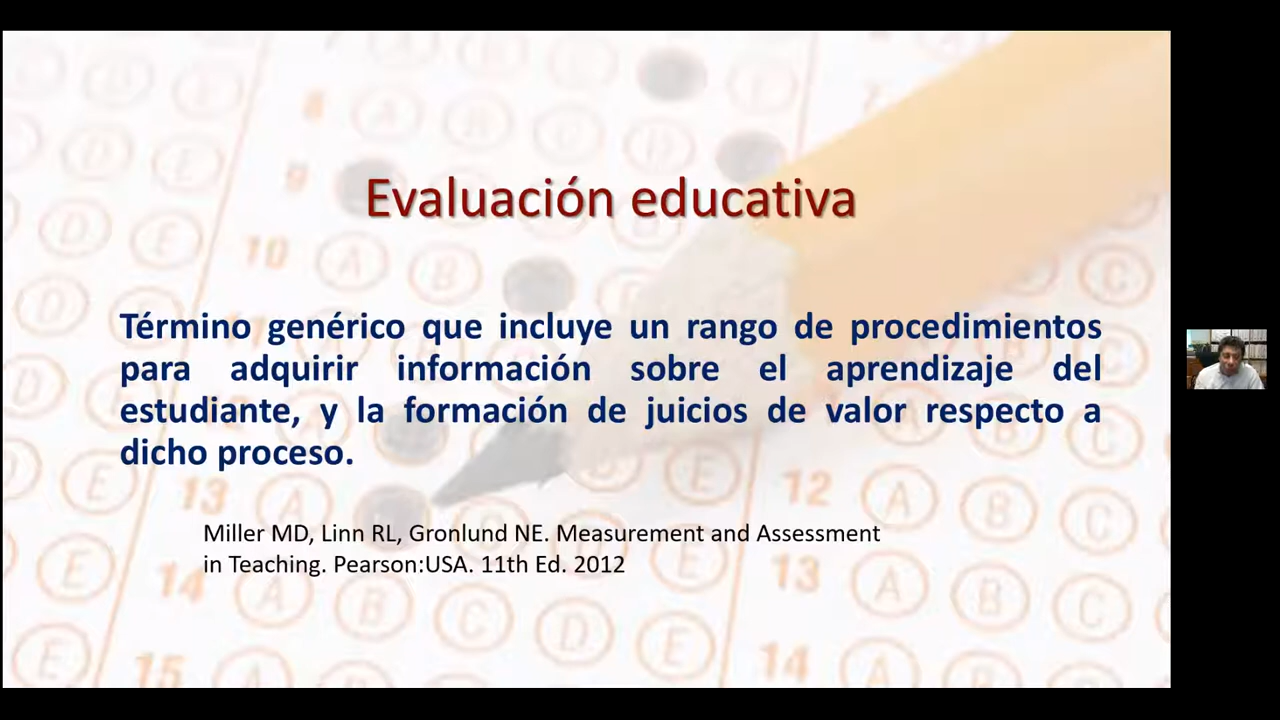 Evaluación educativa
Término genérico que incluye un rango de procedimientos
para adquirir información sobre el aprendizaje del
estudiante, y la formación de juicios de valor respecto a
dicho proceso.
Miller MD, Linn RL, Gronlund NE. Measurement and Assessment
in Teaching. Pearson:USA. 11th Ed. 2012